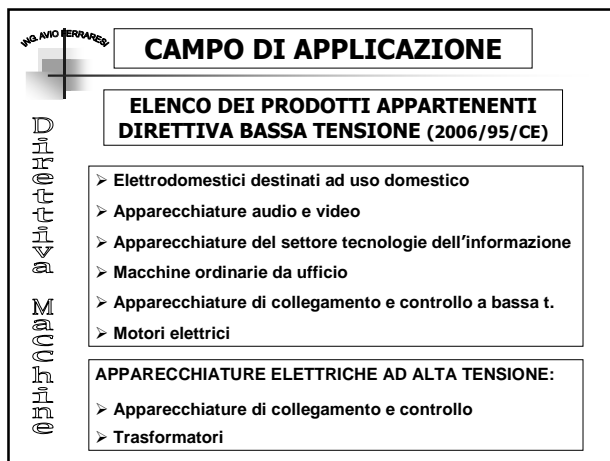 ING. AVIO FERRARESI
CAMPO DI APPLICAZIONE
ELENCO DEI PRODOTTI APPARTENENTI
DIRETTIVA BASSA TENSIONE (2006/95/CE)
Direttiva Macchine
➢ Elettrodomestici destinati ad uso domestico
➢ Apparecchiature audio e video
➢ Apparecchiature del settore tecnologie dell’informazione
➢ Macchine ordinarie da ufficio
➢ Apparecchiature di collegamento e controllo a bassa t.
➢ Motori elettrici
APPARECCHIATURE ELETTRICHE AD ALTA TENSIONE:
➢ Apparecchiature di collegamento e controllo
➢ Trasformatori